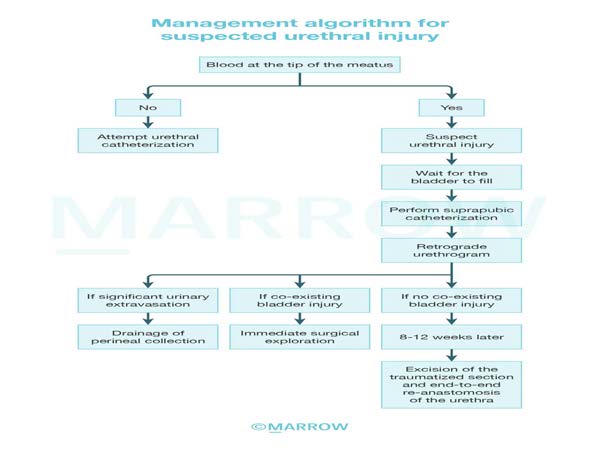 Management algorithm for
suspected urethral injury
Blood at the tip of the meatus
No
Yes
Attempt urethral
catheterization
Suspect
urethral injury
Wait for the
bladder to fill
Perform suprapubic
catheterization
Retrograde
urethrogram
If significant urinary
extravasation
If co-existing
bladder injury
If no co-existing
bladder injury
Drainage of
perineal collection
Immediate surgical
exploration
8-12 weeks later
Excision of the
traumatized section
and end-to-end
re-anastomosis
of the urethra
MARROW
©MARROW